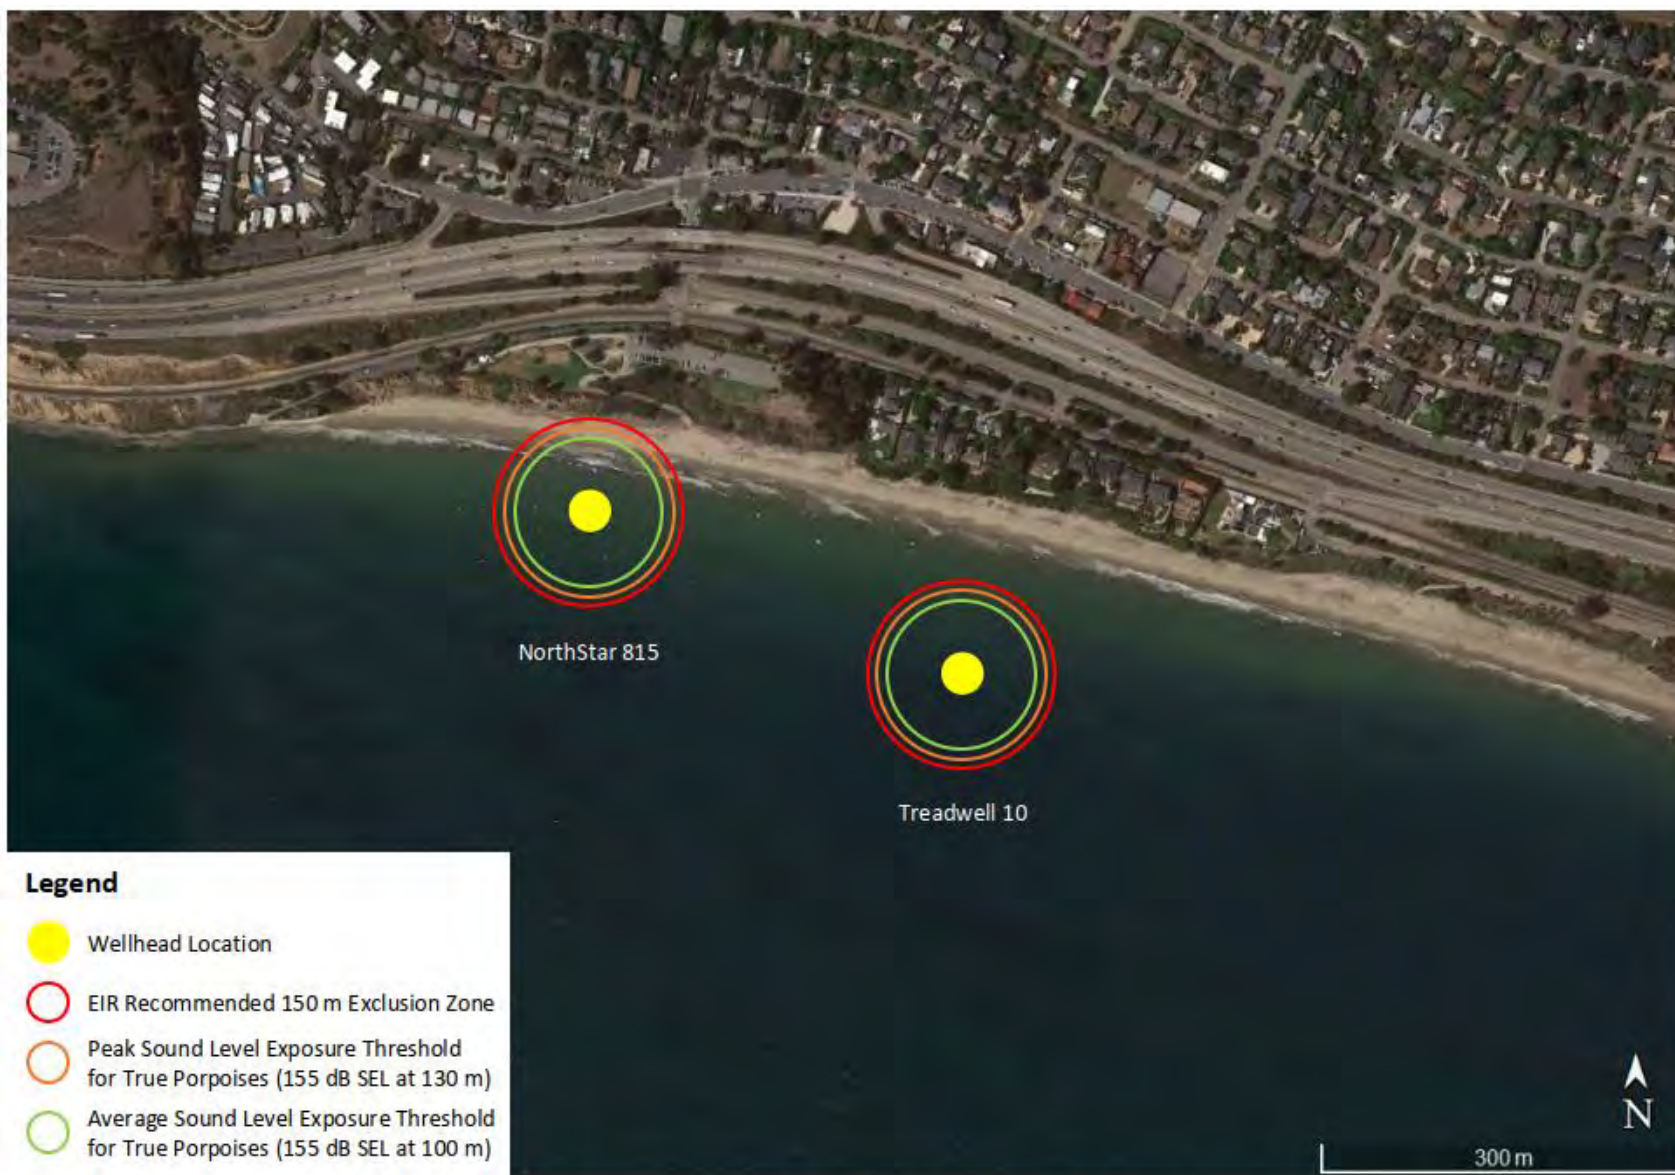 NorthStar 815
Treadwell 10
Legend
Wellhead Location
EIR Recommended 150 m Exclusion Zone
Peak Sound Level Exposure Threshold
for True Porpoises (155 dB SEL at 130 m)
Average Sound Level Exposure Threshold
for True Porpoises (155 dB SEL at 100 m)
N
300 m